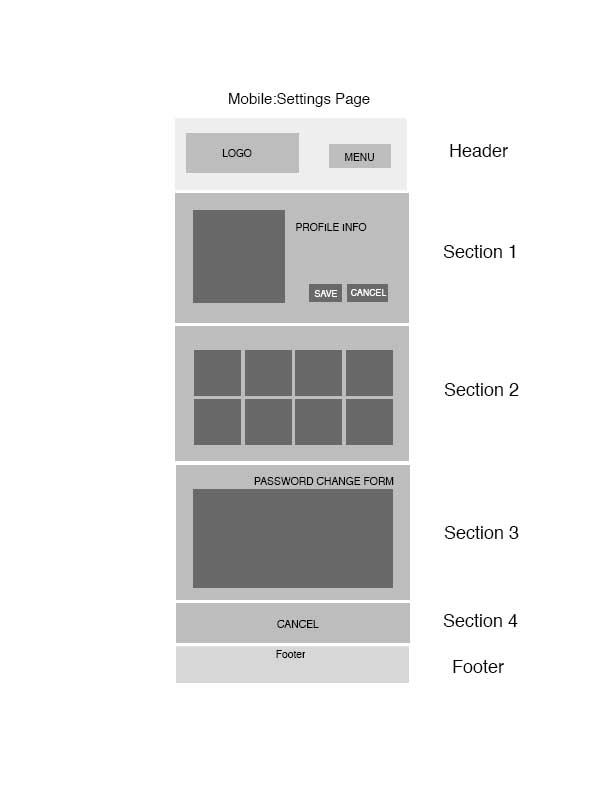 Mobile:Settings Page
LOGO
MENU
Header
PROFILE INFO
Section 1
SAVE
CANCEL
Section 2
PASSWORD CHANGE FORM
Section 3
CANCEL
Section 4
Footer
Footer